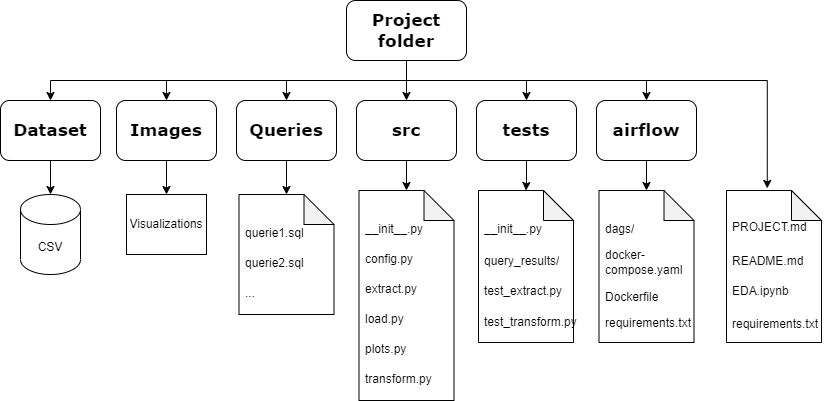 Project
folder
Dataset
Images
Queries
src
tests
airflow
CSV
Visualizations
querie1.sql
querie2.sql
...
__init__.py
config.py
extract.py
load.py
plots.py
transform.py
__init__.py
query_results/
test_extract.py
test_transform.py
dags/
docker-
compose.yaml
Dockerfile
requirements.txt
PROJECT.md
README.md
EDA.ipynb
requirements.txt